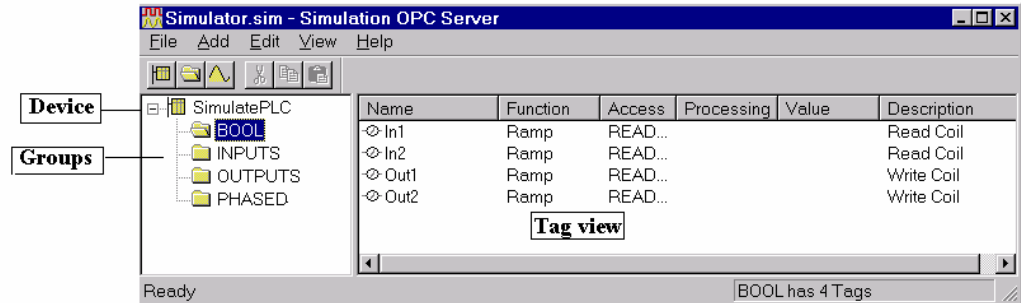 Simulator.sim - Simulation OPC Server
File Add Edit View Help
Device
SimulatePLC
Name Function Access Processing Value Description
BOOL
In1 Ramp READ... Read Coil
Groups
INPUTS
In2 Ramp READ... Read Coil
OUTPUTS
Out1 Ramp READ... Write Coil
PHASED
Out2 Ramp READ... Write Coil
Tag view
Ready
BOOL has 4 Tags